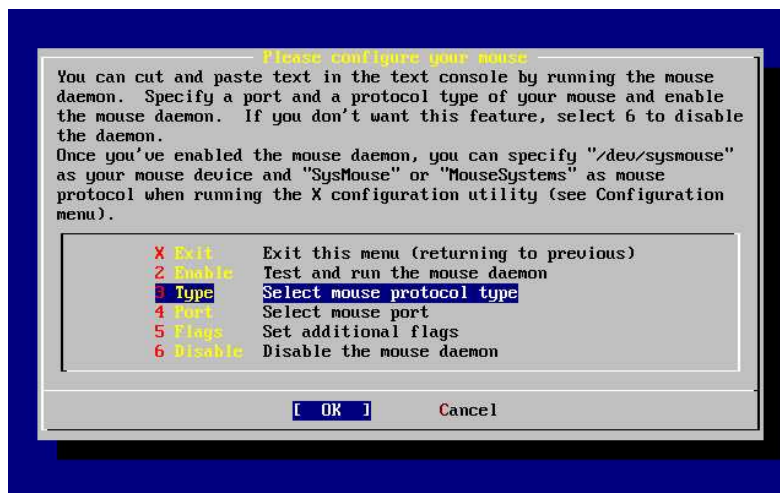 Please configure your mouse
You can cut and paste text in the text console by running the mouse
daemon.  Specify a port and a protocol type of your mouse and enable
the mouse daemon.  If you don't want this feature, select 6 to disable
the daemon.
Once you've enabled the mouse daemon, you can specify "/dev/sysmouse"
as your mouse device and "SysMouse" or "MouseSystems" as mouse
protocol when running the X configuration utility (see Configuration
menu).
X Exit Exit this menu (returning to previous)
2 Enable Test and run the mouse daemon
3 Type Select mouse protocol type
4 Port Select mouse port
5 Flags Set additional flags
6 Disable Disable the mouse daemon
[ OK ] Cancel